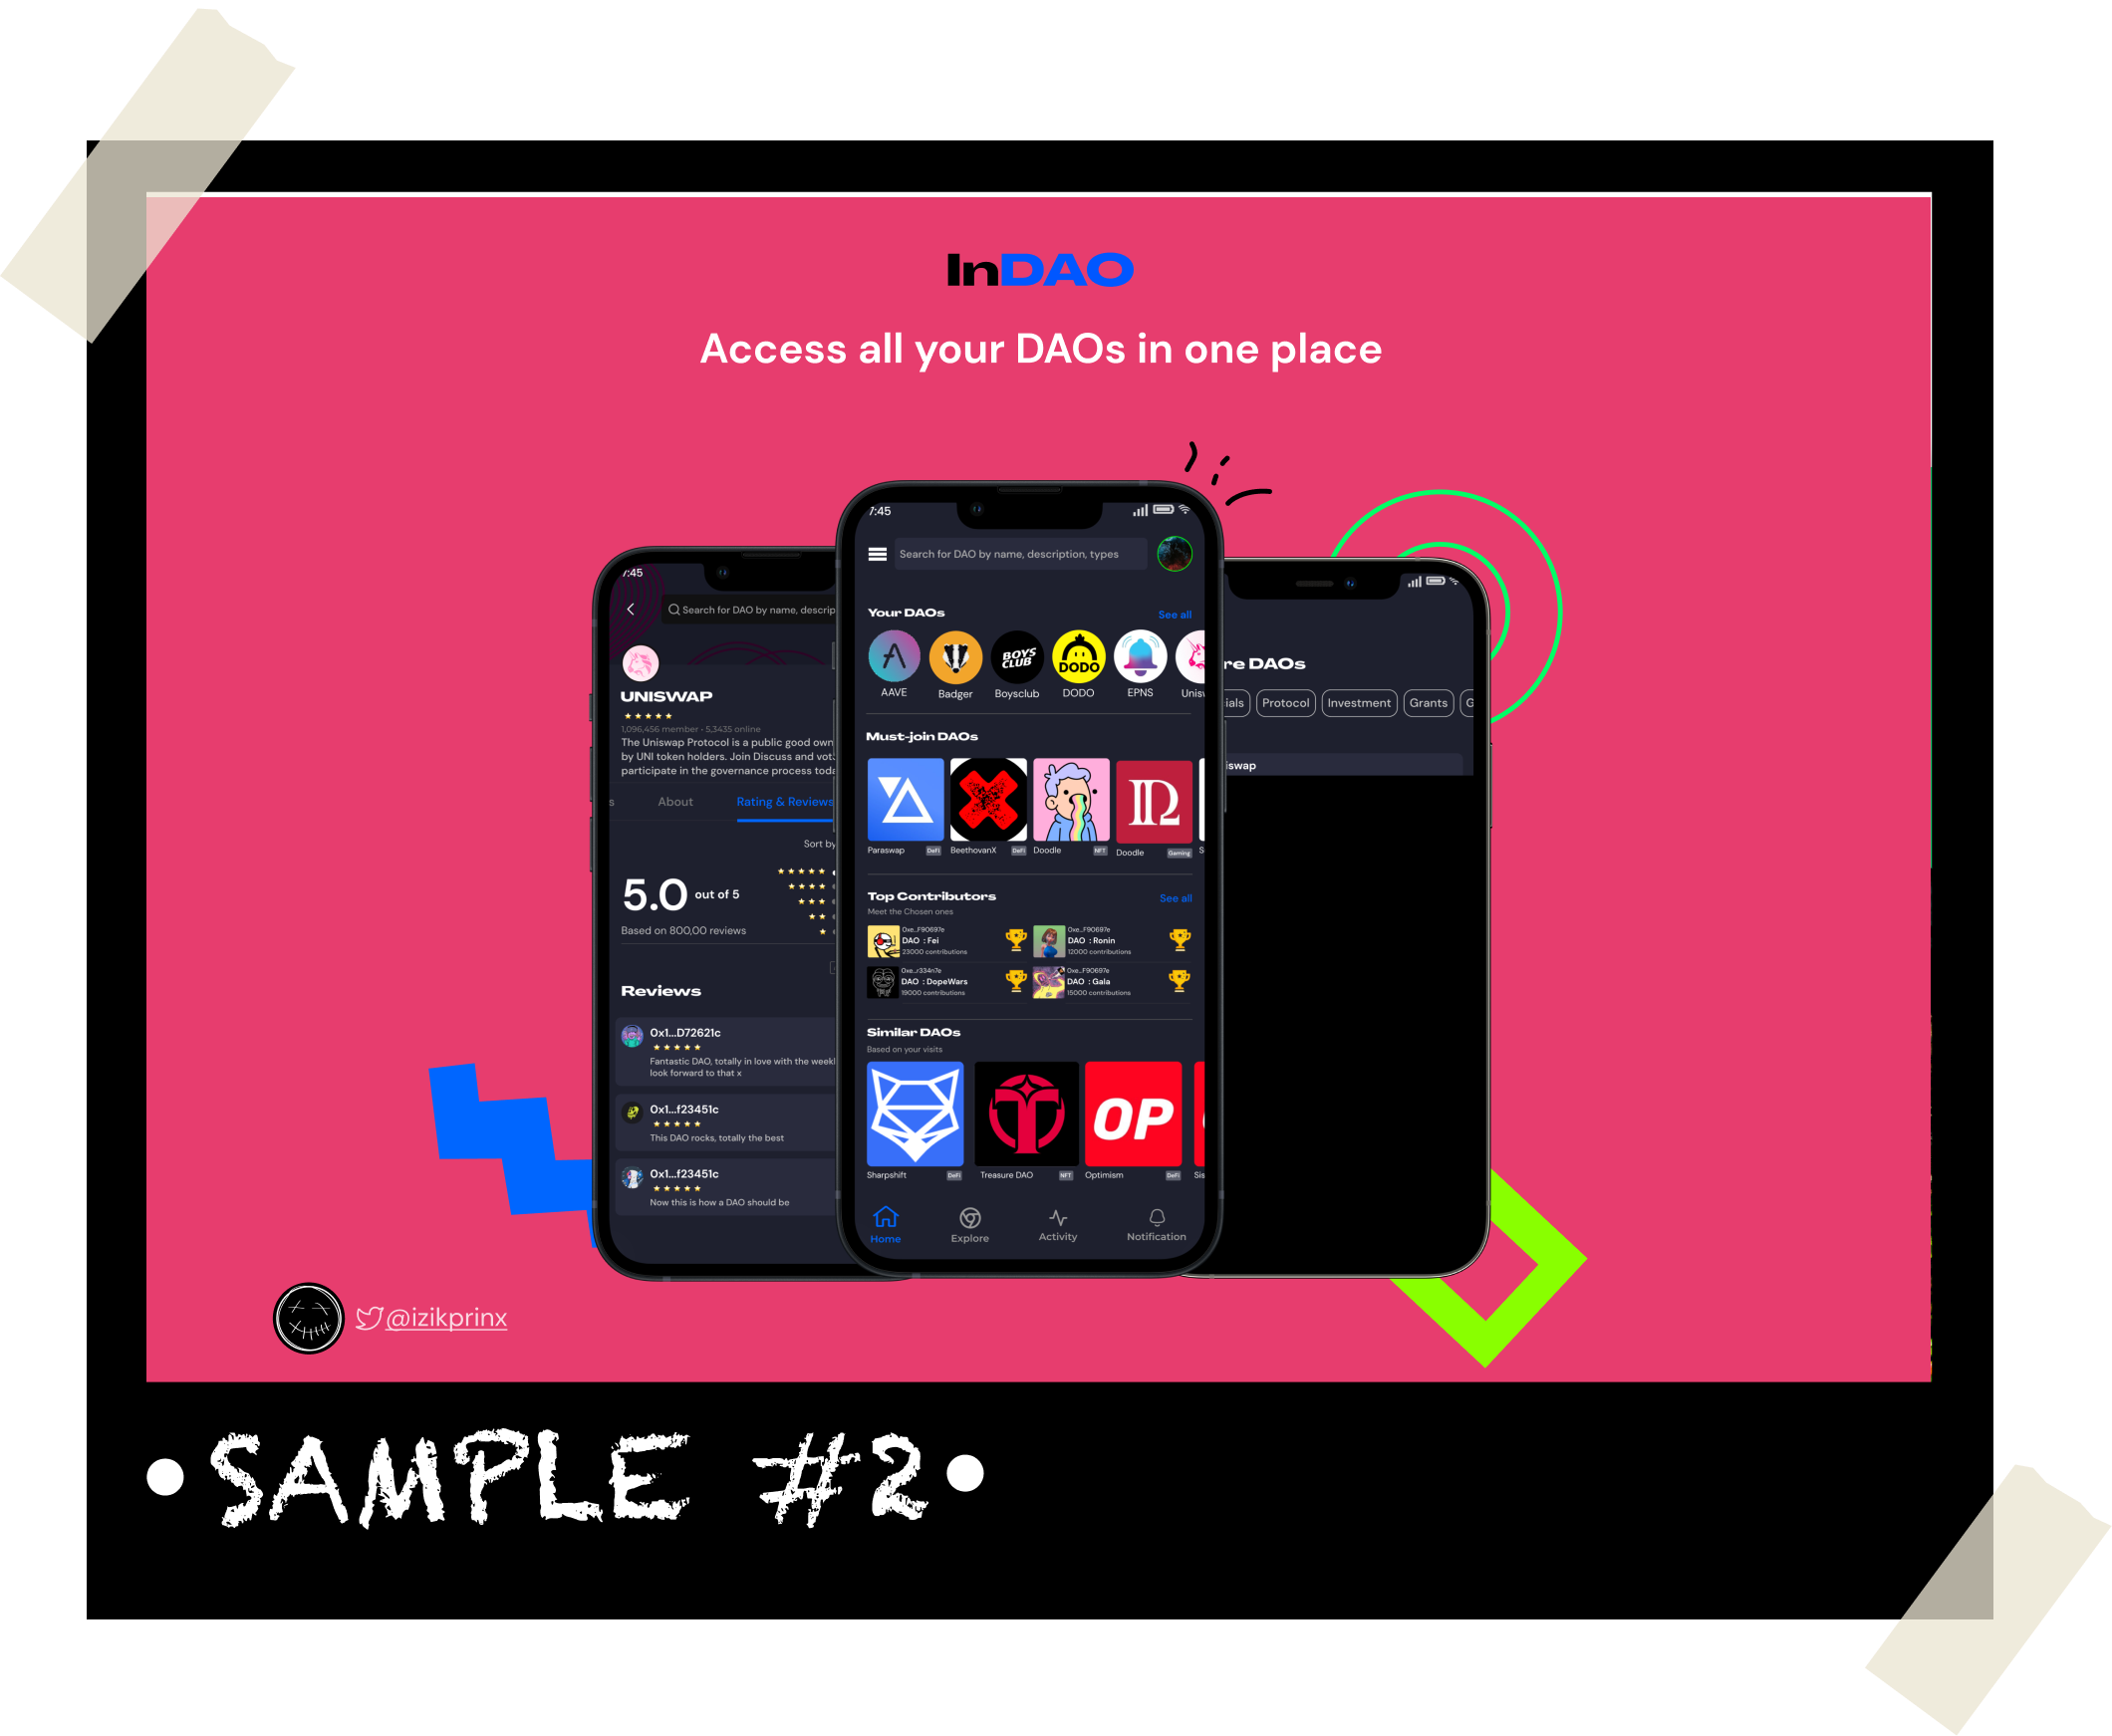 InDAO
Access all your DAOs in one place
7:45
Search for DAO by name, descrip
UNISWAP
1,096,456 member - 5,3435 online
The Uniswap Protocol is a public good own
by UNI token holders. Join Discuss and vot
participate in the governance process toda
s About Rating & Reviews
Sort by
5.0 out of 5
Based on 800,00 reviews
Reviews
0x1...D72621c
Fantastic DAO, totally in love with the weekl
look forward to that x
0x1...f23451c
This DAO rocks, totally the best
0x1...f23451c
Now this is how a DAO should be
7:45
Search for DAO by name, description, types
Your DAOs See all
BOYS
CLUB
DODO
AAVE Badger Boysclub DODO EPNS Unisw
Must-join DAOs
Paraswap DeFi BeethovanX DeFi Doodle NFT Doodle Gaming S
Top Contributors See all
Meet the Chosen ones
0xe...F90697e
DAO : Fei
23000 contributions
0xe...F90697e
DAO : Ronin
12000 contributions
0xe...r334n7e
DAO : DopeWars
19000 contributions
0xe...F90697e
DAO : Gala
15000 contributions
Similar DAOs
Based on your visits
OP
Sharpshift DeFi Treasure DAO NFT Optimism DeFi Sis
Home Explore Activity Notification
re DAOs
ials Protocol Investment Grants G
iswap
@izikprinx
SAMPLE #2